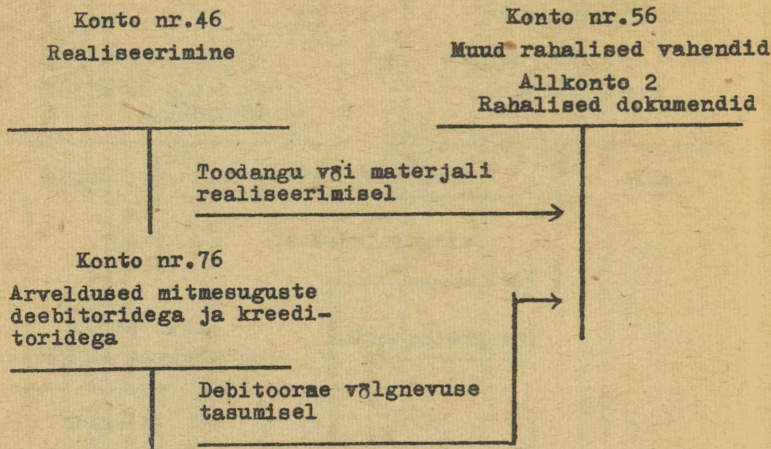 Konto nr.46
Realiseerimine
Konto nr.56
Muud rahalised vahendid
Allkonto 2
Rahalised dokumendid
Toodangu või materjali
realiseerimisel
Konto nr.76
Arveldused mitmesuguste
deebitoridega ja kreedi-
toridega
Debitoorse võlgnevuse
tasumisel